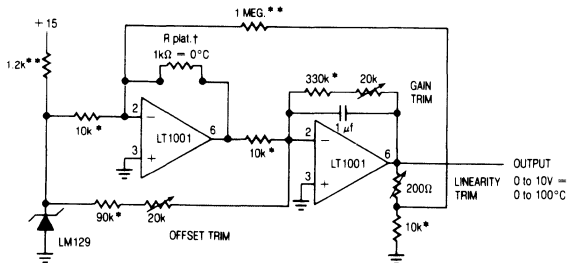 1 MEG.**
+15
R plat.†
1kΩ = 0°C
1.2k**
330k*
20k
GAIN
TRIM
10k*
2
−
LT1001
6
3
+
10k*
1 µf
2
−
LT1001
6
3
+
OUTPUT
0 to 10V =
0 to 100°C
200Ω
LINEARITY
TRIM
90k*
20k
10k*
LM129
OFFSET TRIM